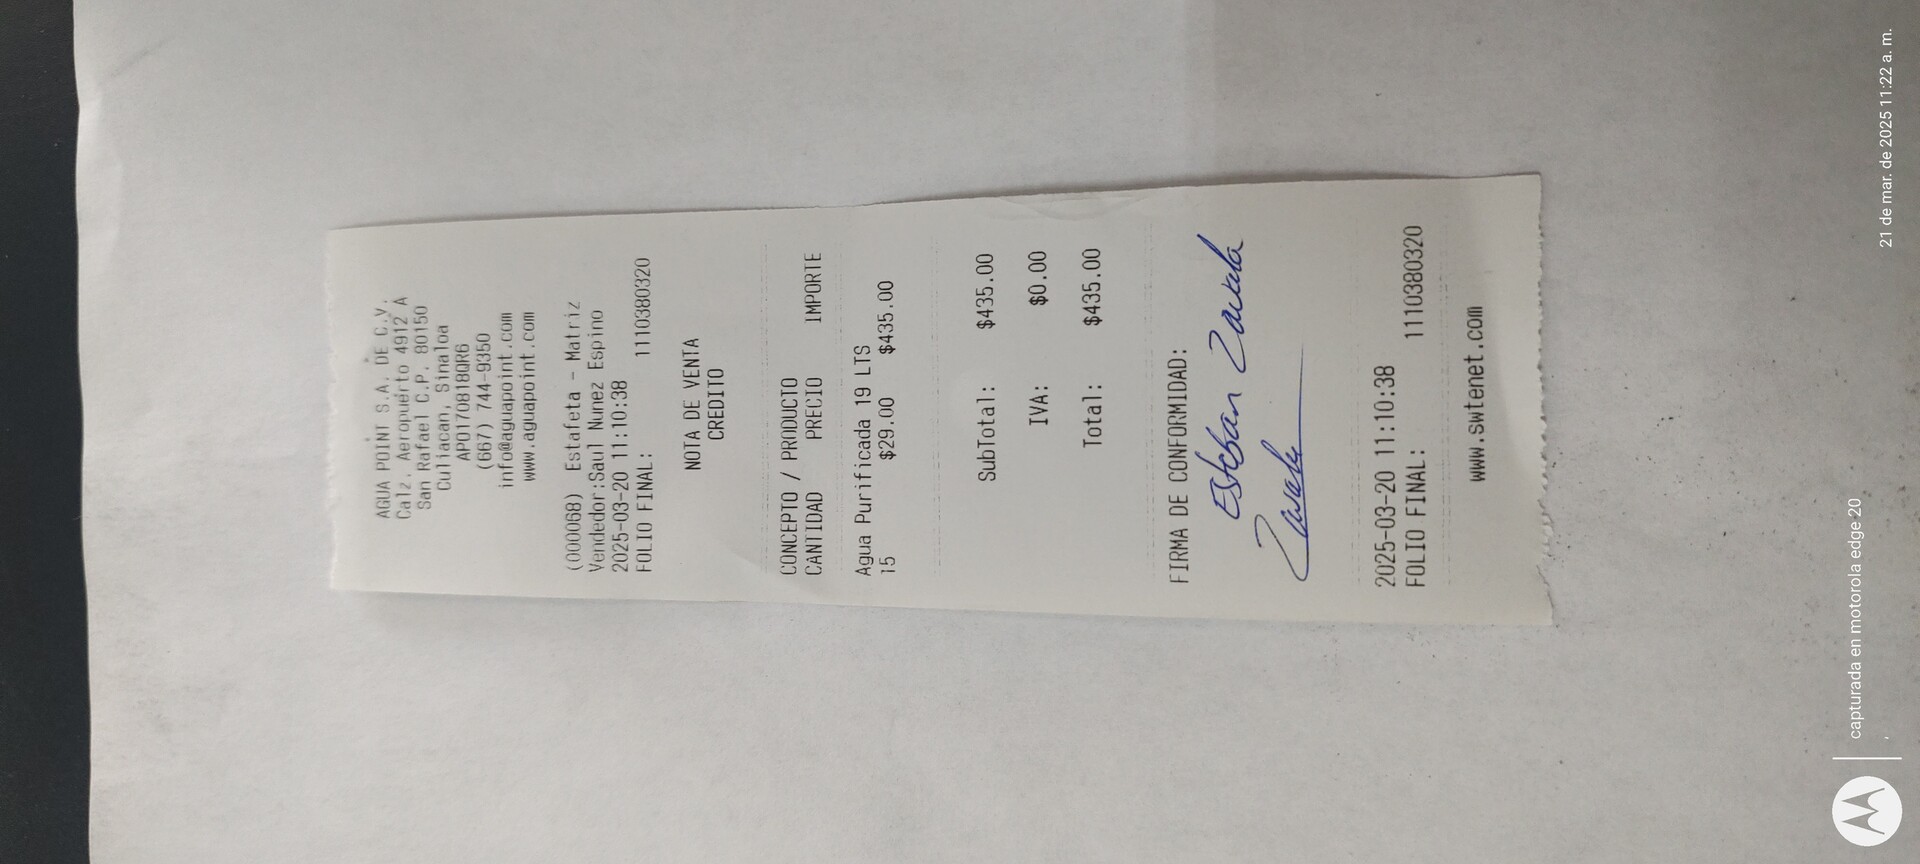 AGUA POINT S.A. DE C.V.
Calz. Aeropuerto 4912 A
San Rafael C.P. 80150
Culiacan, Sinaloa
APO170818QR6
(667) 744-9350
info@aguapoint.com
www.aguapoint.com
(000068) Estafeta - Matriz
Vendedor:Saul Nunez Espino
2025-03-20 11:10:38
FOLIO FINAL: 1110380320
NOTA DE VENTA
CREDITO
CONCEPTO / PRODUCTO
CANTIDAD PRECIO IMPORTE
Agua Purificada 19 LTS
15 $29.00 $435.00
SubTotal: $435.00
IVA: $0.00
Total: $435.00
FIRMA DE CONFORMIDAD:
Esteban Zavala
Zavala
2025-03-20 11:10:38
FOLIO FINAL: 1110380320
www.swtenet.com
capturada en motorola edge 20
21 de mar. de 2025 11:22 a. m.